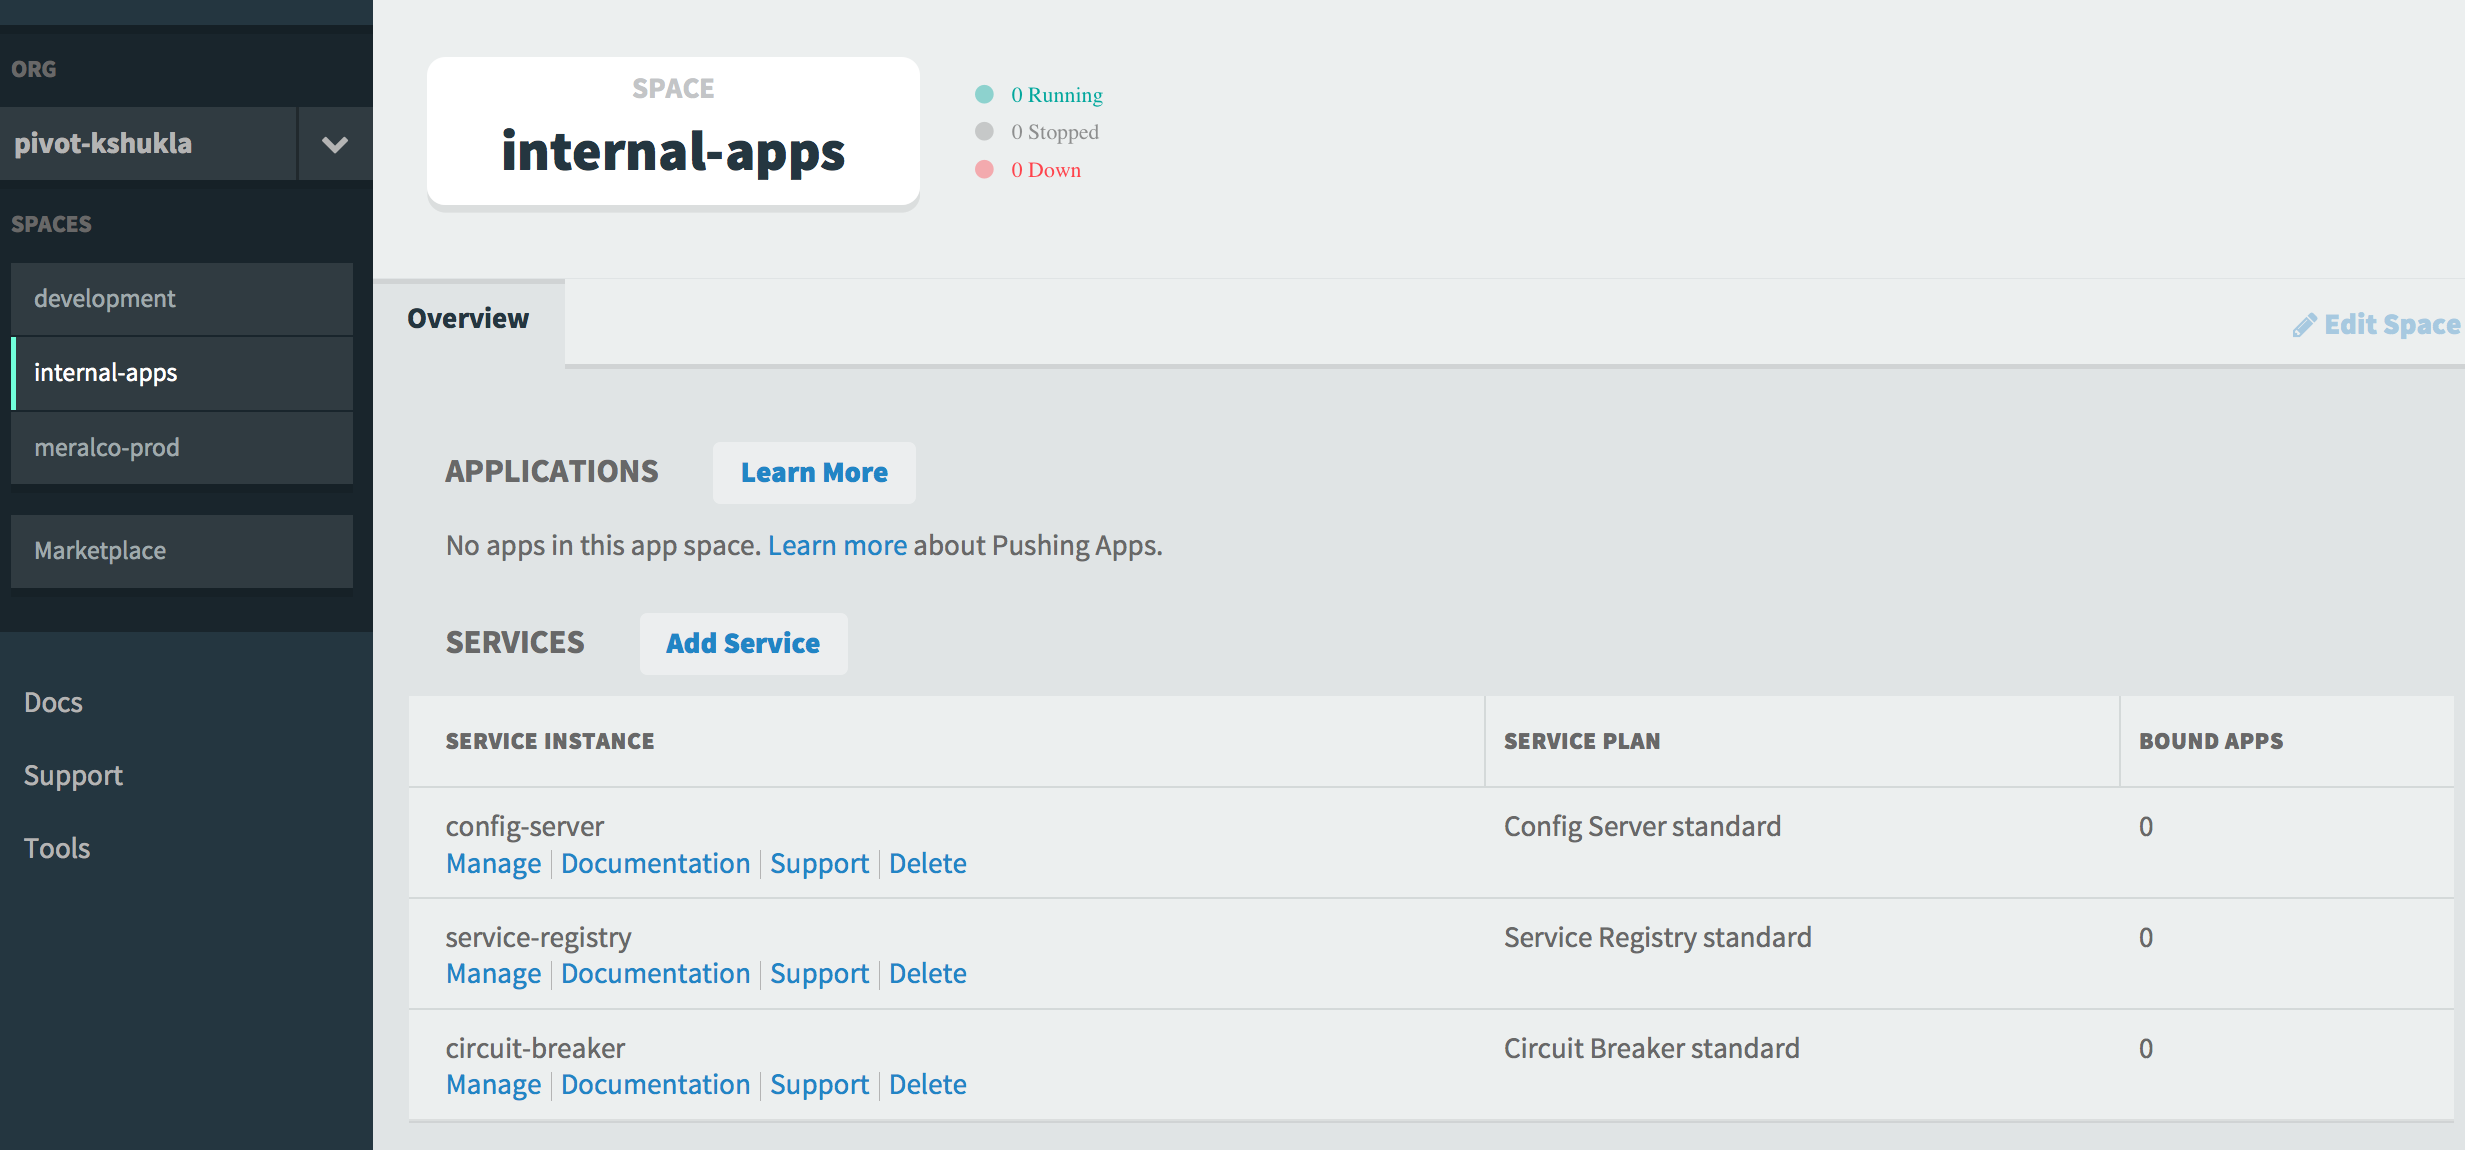 ORG
pivot-kshukla
SPACES
development
internal-apps
meralco-prod
Marketplace
Docs
Support
Tools
SPACE
internal-apps
0 Running
0 Stopped
0 Down
Overview
Edit Space
APPLICATIONS Learn More
No apps in this app space. Learn more about Pushing Apps.
SERVICES Add Service
SERVICE INSTANCE SERVICE PLAN BOUND APPS
config-server Config Server standard 0
Manage Documentation Support Delete
service-registry Service Registry standard 0
Manage Documentation Support Delete
circuit-breaker Circuit Breaker standard 0
Manage Documentation Support Delete